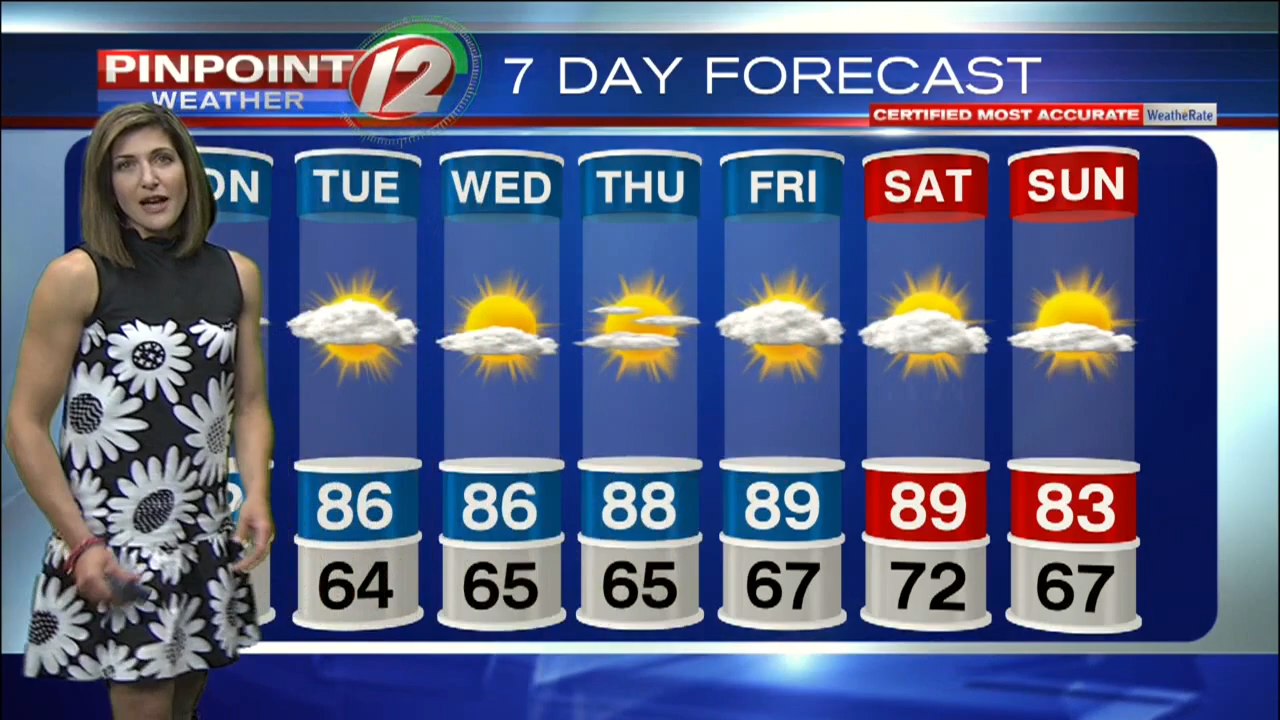 PINPOINT 12
WEATHER
7 DAY FORECAST
CERTIFIED MOST ACCURATE WeatheRate
TUE WED THU FRI SAT SUN
86 86 88 89 89 83
64 65 65 67 72 67